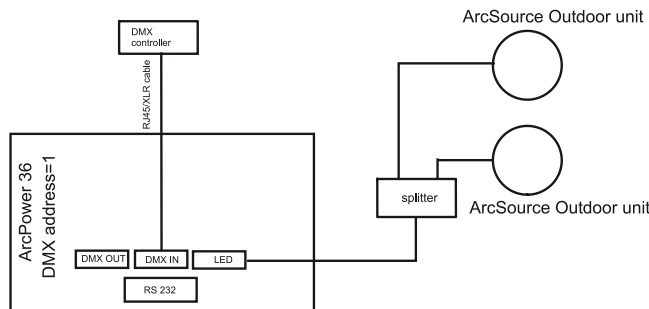 ArcSource Outdoor unit
DMX
controller
RJ45/XLR cable
ArcPower 36
DMX address=1
splitter
ArcSource Outdoor unit
DMX OUT
DMX IN
LED
RS 232